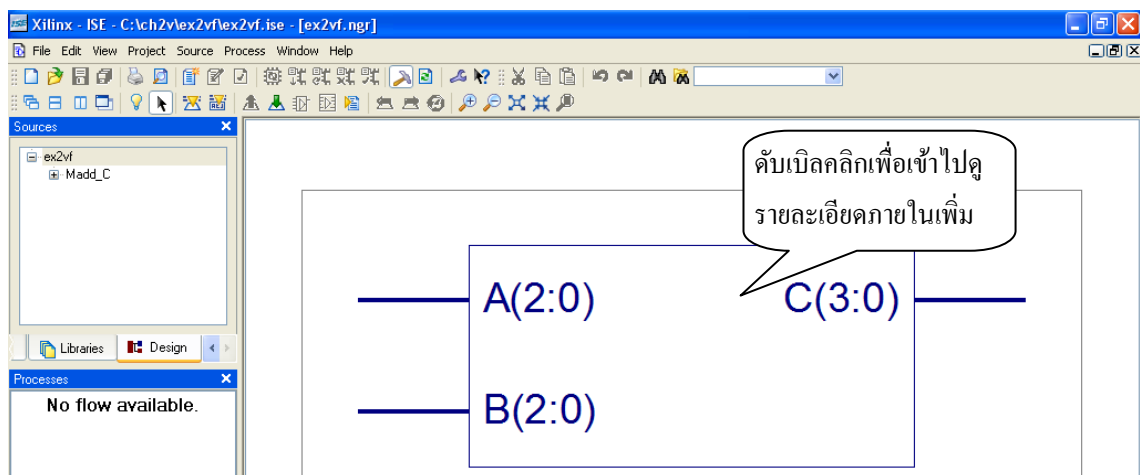 Xilinx - ISE - C:\ch2v\ex2vf\ex2vf.ise - [ex2vf.ngr]
File Edit View Project Source Process Window Help
Sources
ex2vf
Madd_C
Libraries Design
Processes
No flow available.
ดับเบิลคลิกเพื่อเข้าไปดู
รายละเอียดภายในเพิ่ม
A(2:0) C(3:0)
B(2:0)